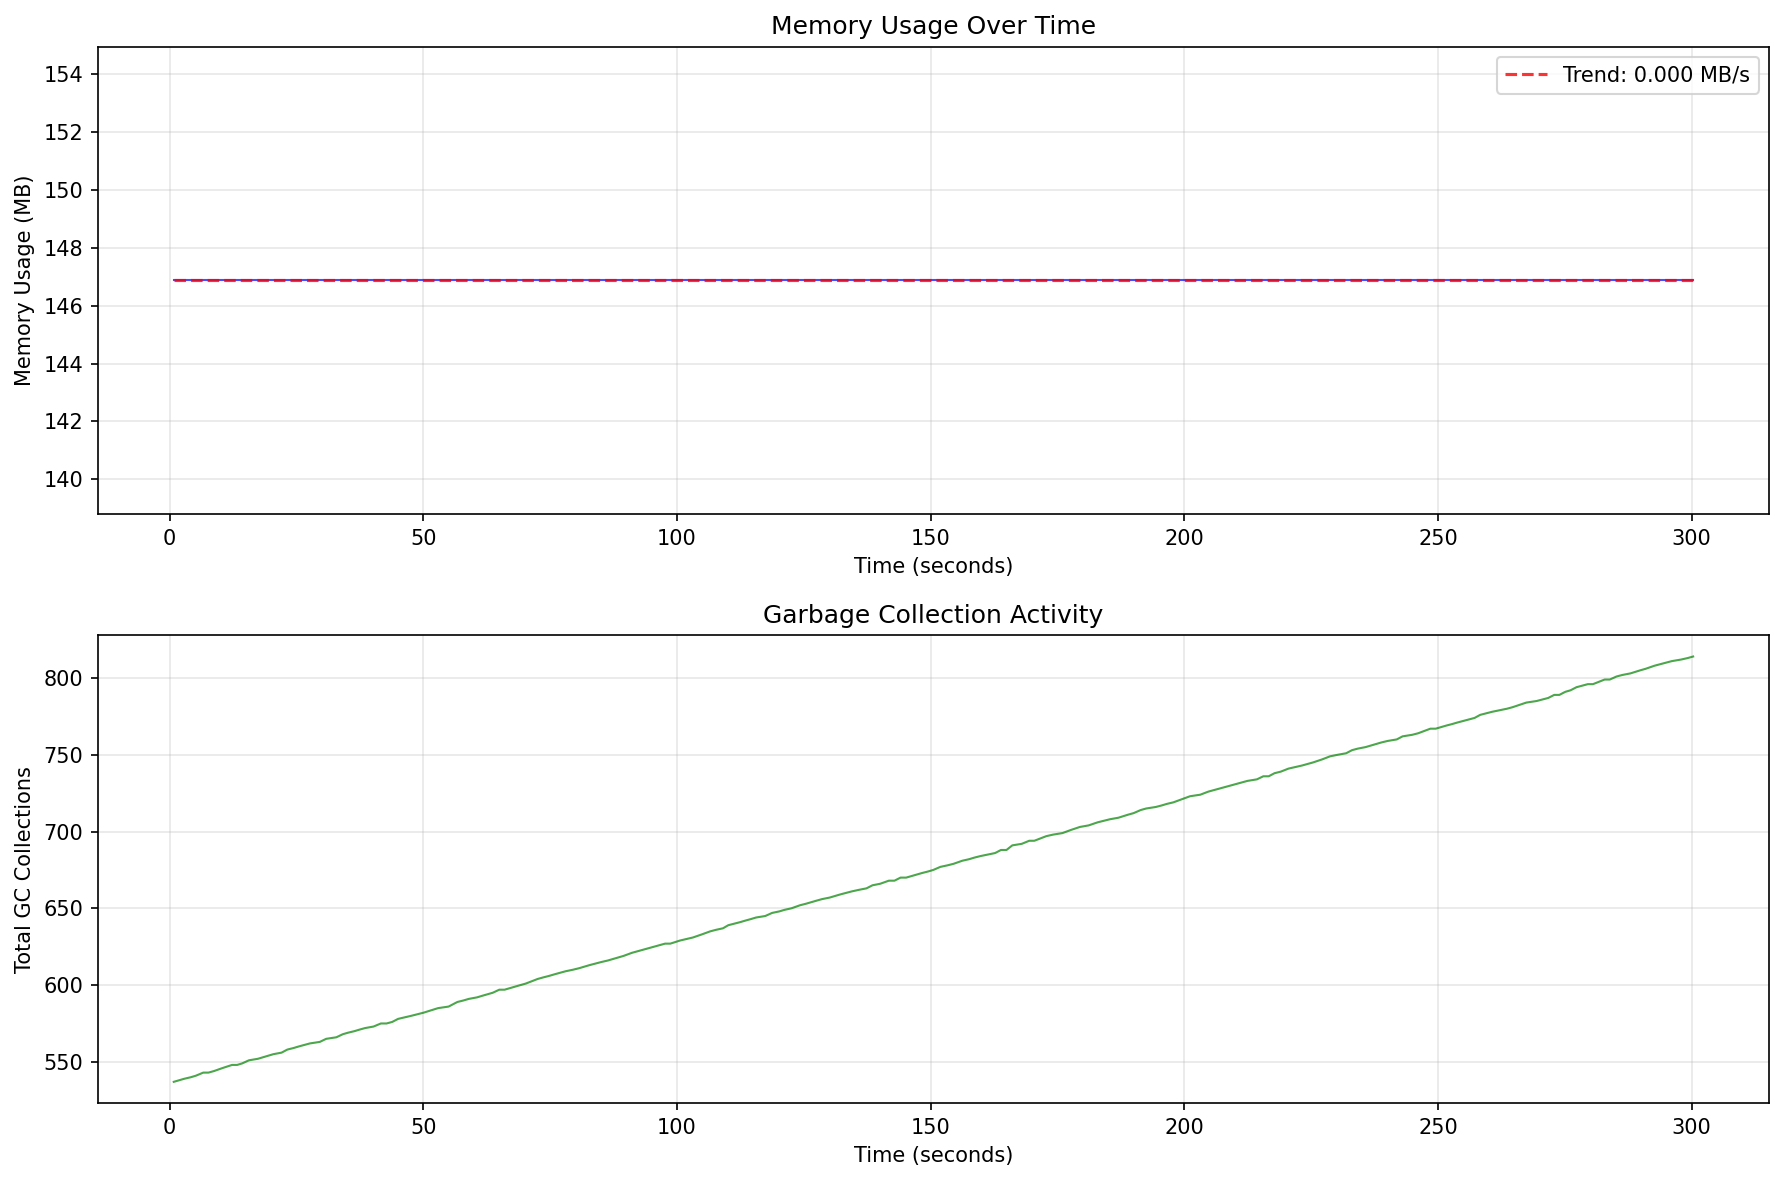 Memory Usage Over Time
Memory Usage (MB)
154
152
150
148
146
144
142
140
Trend: 0.000 MB/s
0 50 100 150 200 250 300
Time (seconds)
Garbage Collection Activity
Total GC Collections
800
750
700
650
600
550
0 50 100 150 200 250 300
Time (seconds)